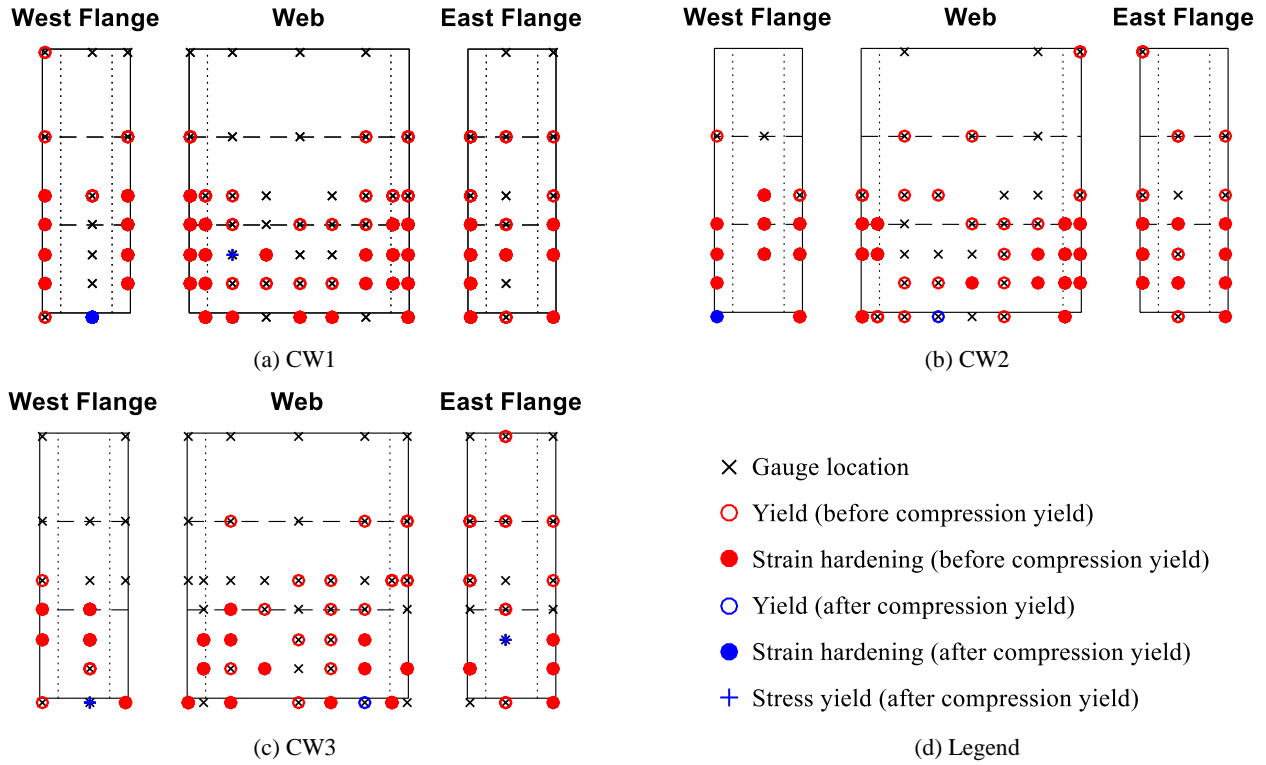 West Flange Web East Flange
West Flange Web East Flange
(a) CW1
(b) CW2
West Flange Web East Flange
Gauge location
Yield (before compression yield)
Strain hardening (before compression yield)
Yield (after compression yield)
Strain hardening (after compression yield)
Stress yield (after compression yield)
(c) CW3
(d) Legend